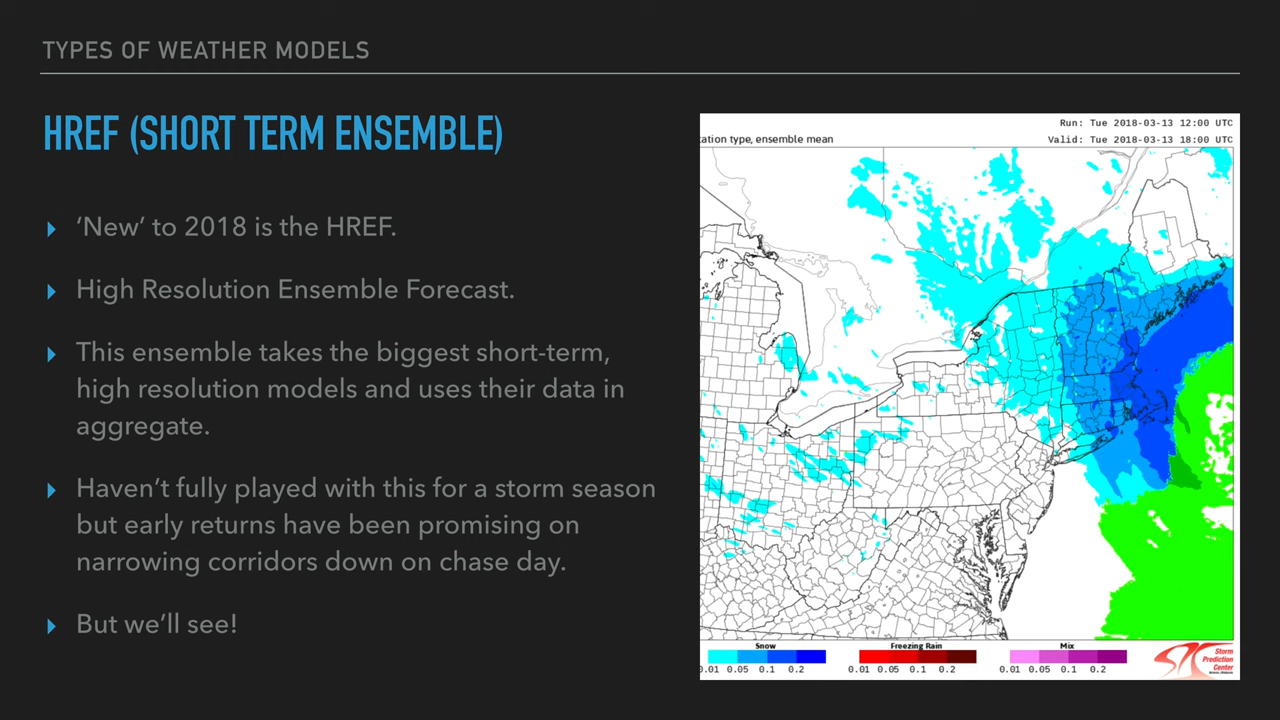 TYPES OF WEATHER MODELS
HREF (SHORT TERM ENSEMBLE)
‘New’ to 2018 is the HREF.
High Resolution Ensemble Forecast.
This ensemble takes the biggest short-term,
high resolution models and uses their data in
aggregate.
Haven’t fully played with this for a storm season
but early returns have been promising on
narrowing corridors down on chase day.
But we’ll see!
Run: Tue 2018-03-13 12:00 UTC
ation type, ensemble mean
Valid: Tue 2018-03-13 18:00 UTC
Snow
0.01 0.05 0.1 0.2
Freezing Rain
0.01 0.05 0.1 0.2
Mix
0.01 0.05 0.1 0.2
SPC
Storm
Prediction
Center